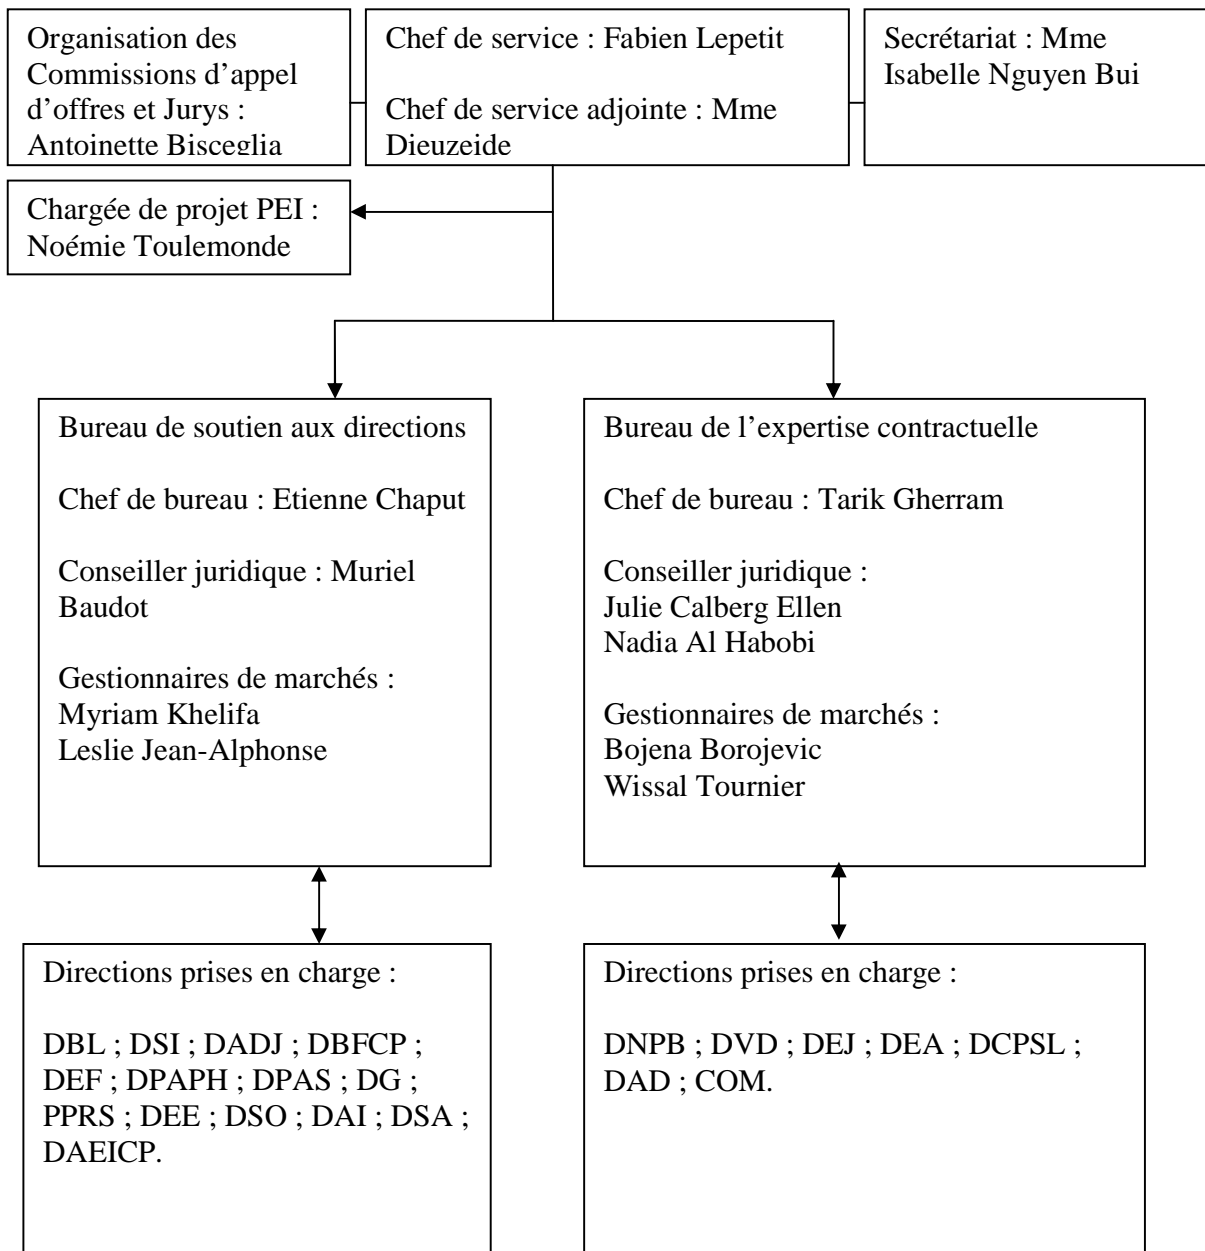 Organisation des
Commissions d'appel
d'offres et Jurys :
Antoinette Bisceglia
Chef de service : Fabien Lepetit
Chef de service adjointe : Mme
Dieuzeide
Secrétariat : Mme
Isabelle Nguyen Bui
Chargée de projet PEI :
Noémie Toulemonde
Bureau de soutien aux directions
Chef de bureau : Etienne Chaput
Conseiller juridique : Muriel
Baudot
Gestionnaires de marchés :
Myriam Khelifa
Leslie Jean-Alphonse
Bureau de l’expertise contractuelle
Chef de bureau : Tarik Gherram
Conseiller juridique :
Julie Calberg Ellen
Nadia Al Habobi
Gestionnaires de marchés :
Bojena Borojevic
Wissal Tournier
Directions prises en charge :
DBL ; DSI ; DADJ ; DBFCP ;
DEF ; DPAPH ; DPAS ; DG ;
PPRS ; DEE ; DSO ; DAI ; DSA ;
DAEICP.
Directions prises en charge :
DNPB ; DVD ; DEJ ; DEA ; DCPSL ;
DAD ; COM.